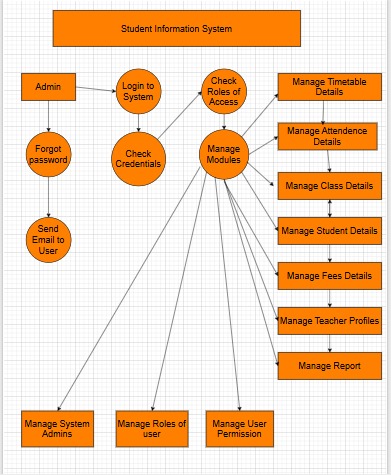 Student Information System
Admin
Login to
System
Check
Roles of
Access
Manage Timetable
Details
Forgot
password
Check
Credentials
Manage
Modules
Manage Attendence
Details
Manage Class Details
Send
Email to
User
Manage Student Details
Manage Fees Details
Manage Teacher Profiles
Manage Report
Manage System
Admins
Manage Roles of
user
Manage User
Permission